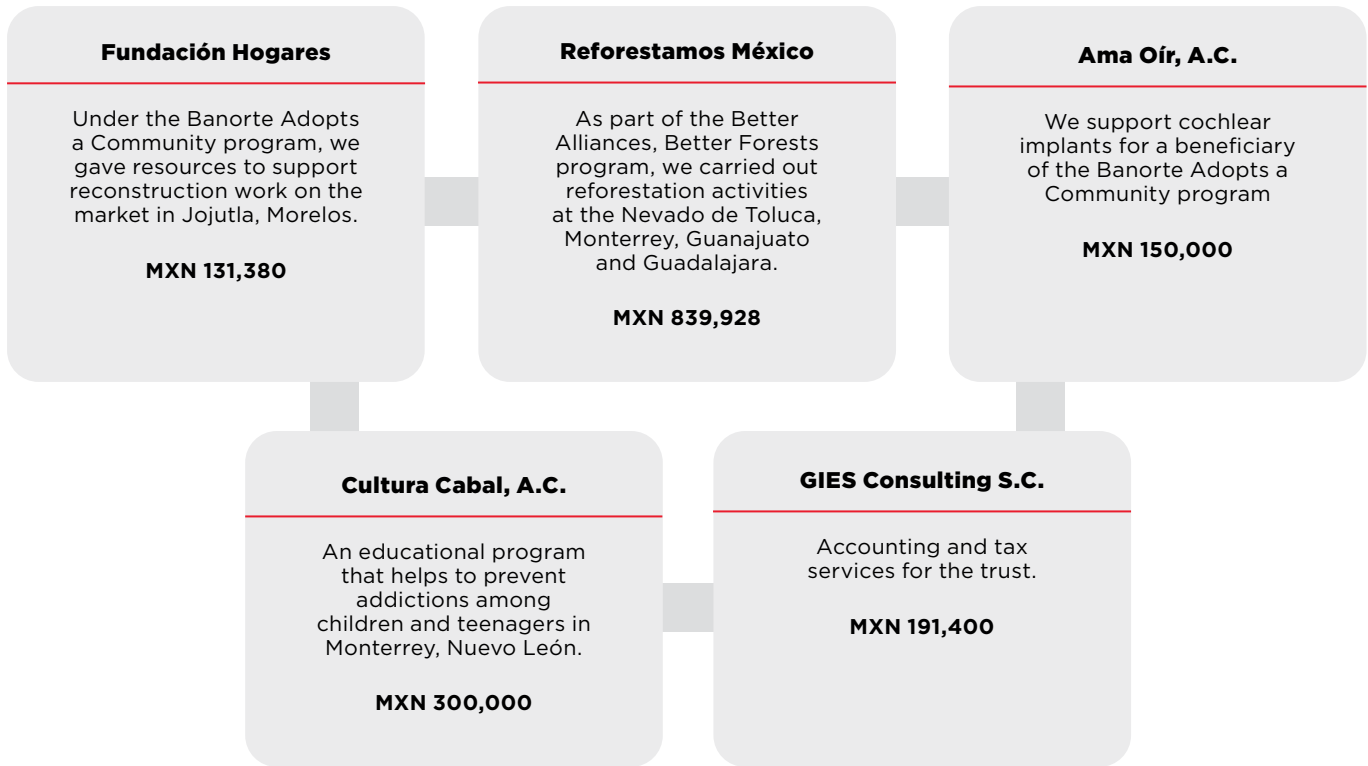 Fundación Hogares
Under the Banorte Adopts
a Community program, we
gave resources to support
reconstruction work on the
market in Jojutla, Morelos.
MXN 131,380
Reforestamos México
As part of the Better
Alliances, Better Forests
program, we carried out
reforestation activities
at the Nevado de Toluca,
Monterrey, Guanajuato
and Guadalajara.
MXN 839,928
Ama Oír, A.C.
We support cochlear
implants for a beneficiary
of the Banorte Adopts a
Community program
MXN 150,000
Cultura Cabal, A.C.
An educational program
that helps to prevent
addictions among
children and teenagers in
Monterrey, Nuevo León.
MXN 300,000
GIES Consulting S.C.
Accounting and tax
services for the trust.
MXN 191,400